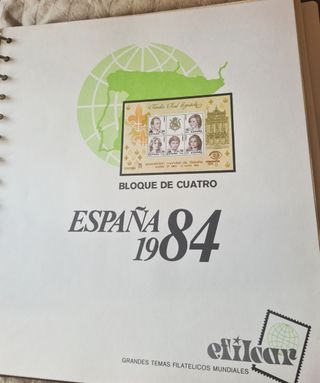 Familia Real Española
BLOQUE DE CUATRO
ESPAÑA
1984
efilcar
GRANDES TEMAS FILATELICOS MUNDIALES